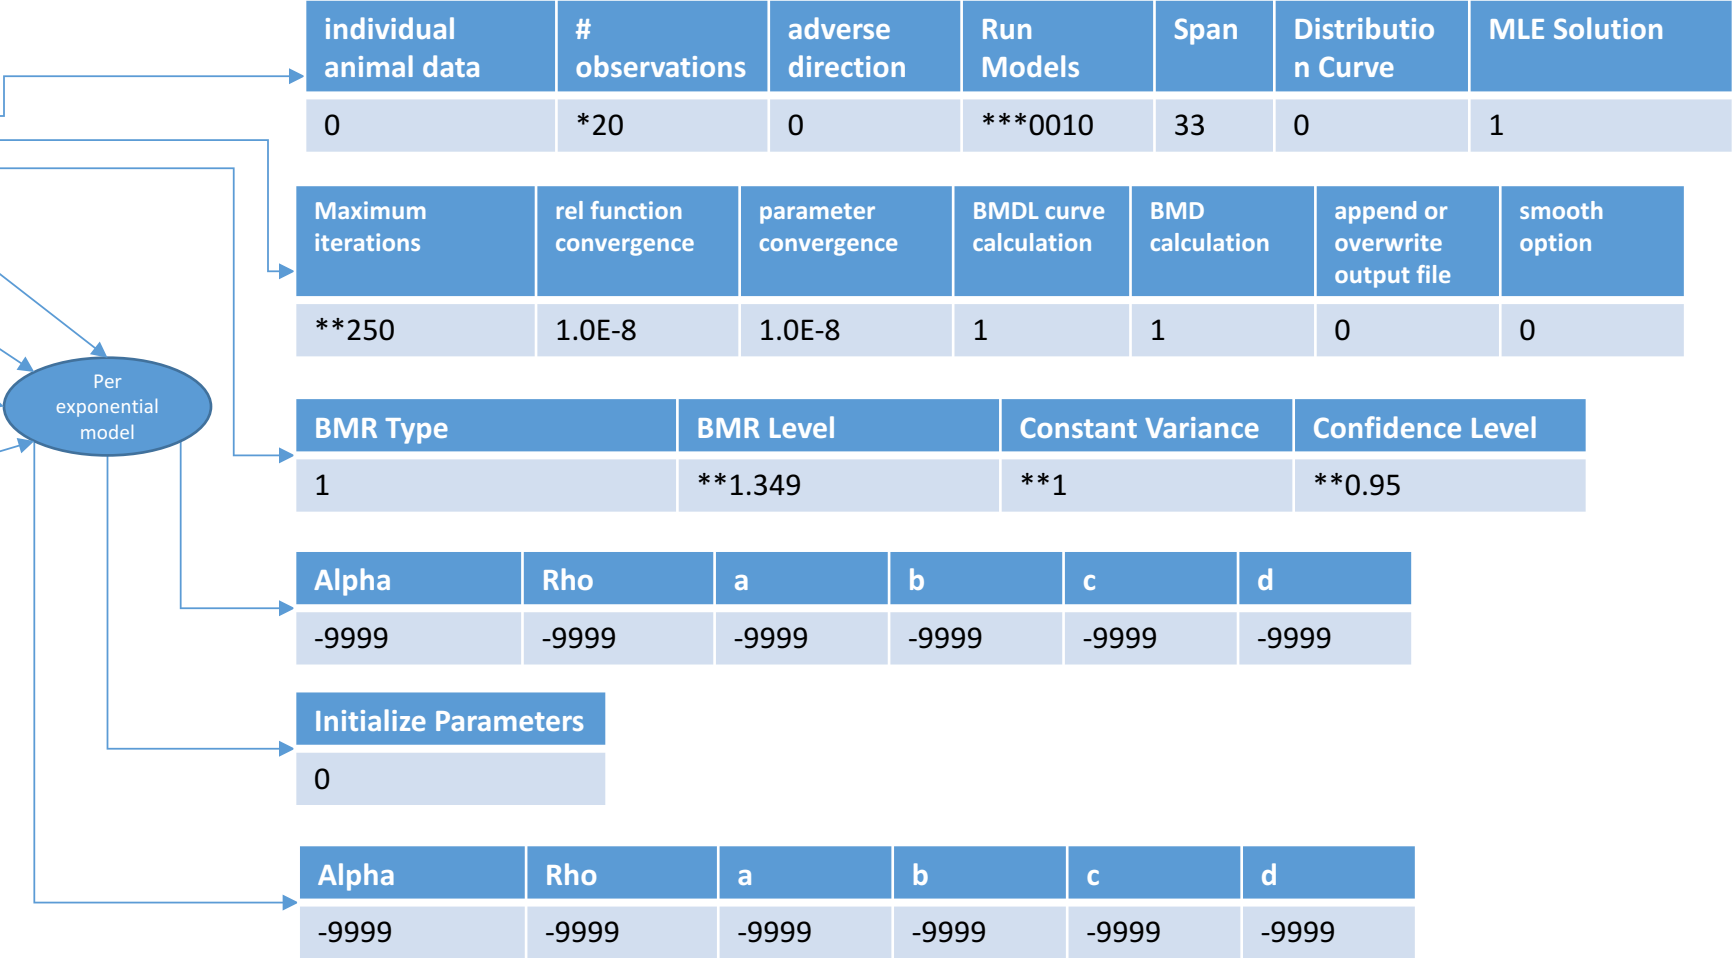 individual # adverse Run Span Distributio MLE Solution
animal data observations direction Models n Curve
0 *20 0 ***0010 33 0 1
Maximum rel function parameter BMDL curve BMD append or smooth
iterations convergence convergence calculation calculation overwrite option
output file
**250 1.0E-8 1.0E-8 1 1 0 0
Per
exponential
model
BMR Type BMR Level Constant Variance Confidence Level
1 **1.349 **1 **0.95
Alpha Rho a b c d
-9999 -9999 -9999 -9999 -9999 -9999
Initialize Parameters
0
Alpha Rho a b c d
-9999 -9999 -9999 -9999 -9999 -9999